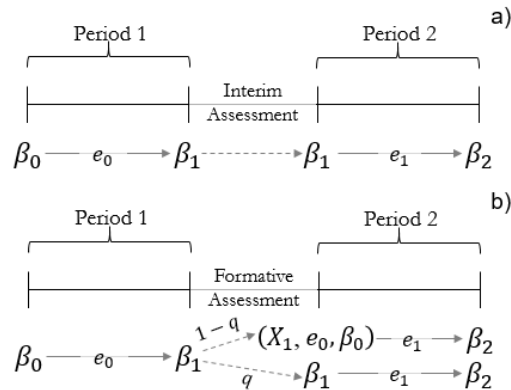 a)
Period 1 Period 2
Interim
Assessment
β₀ e₀ β₁ β₁ e₁ β₂
b)
Period 1 Period 2
Formative
Assessment
1 − q (X₁, e₀, β₀) e₁ β₂
β₀ e₀ β₁
q β₁ e₁ β₂